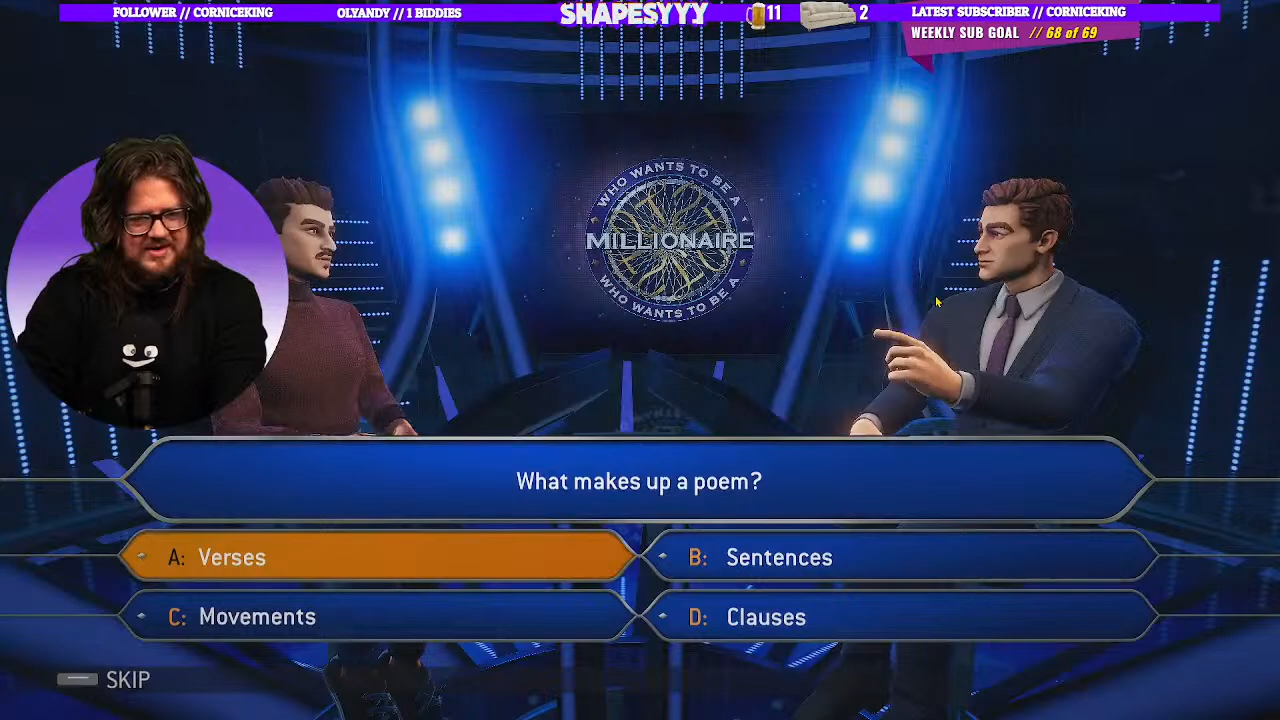 FOLLOWER // CORNICEKING
OLYANDY // 1 BIDDIES
SHAPESYYY
11
2
LATEST SUBSCRIBER // CORNICEKING
WEEKLY SUB GOAL // 68 of 69
WHO WANTS TO BE A
MILLIONAIRE
WHO WANTS TO BE A
What makes up a poem?
A: Verses
B: Sentences
C: Movements
D: Clauses
SKIP